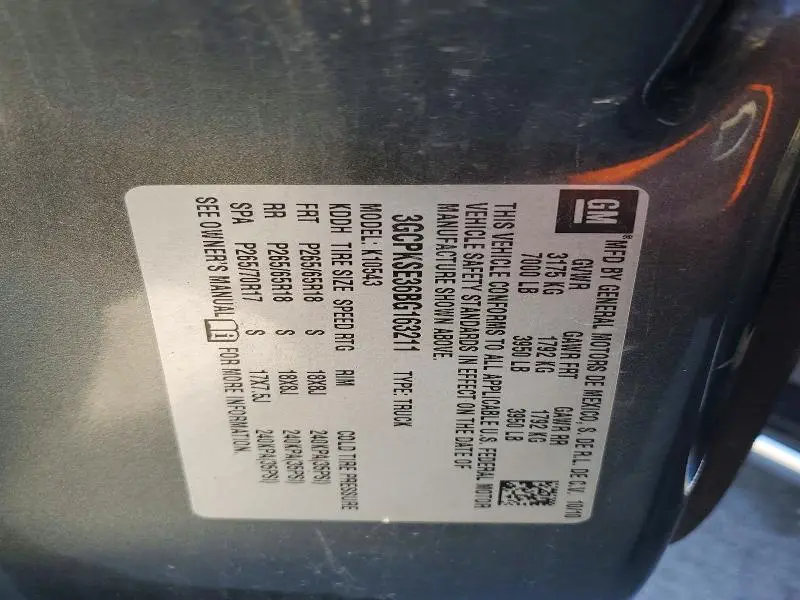 GM
® MFD BY GENERAL MOTORS DE MEXICO, S. DE R.L. DE C.V. 10/10
GVWR GAWR FRT GAWR RR
3175 KG 1792 KG 1792 KG
7000 LB 3950 LB 3950 LB
THIS VEHICLE CONFORMS TO ALL APPLICABLE U.S. FEDERAL MOTOR
VEHICLE SAFETY STANDARDS IN EFFECT ON THE DATE OF
MANUFACTURE SHOWN ABOVE.
3GCPKSE38BG163211
MODEL: K10543 TYPE: TRUCK
KDDH TIRE SIZE SPEED RTG RIM COLD TIRE PRESSURE
FRT P265/65R18 S 18X8J 240KPA(35PSI)
RR P265/65R18 S 18X8J 240KPA(35PSI)
SPA P265/70R17 S 17X7.5J 240KPA(35PSI)
SEE OWNER'S MANUAL FOR MORE INFORMATION